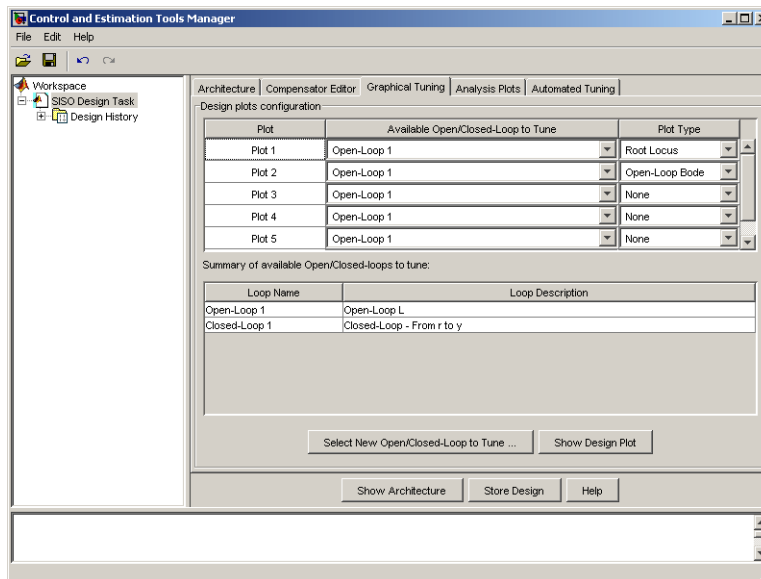 Control and Estimation Tools Manager
File Edit Help
Workspace
SISO Design Task
Design History
Architecture Compensator Editor Graphical Tuning Analysis Plots Automated Tuning
Design plots configuration
Plot Available Open/Closed-Loop to Tune Plot Type
Plot 1 Open-Loop 1 Root Locus
Plot 2 Open-Loop 1 Open-Loop Bode
Plot 3 Open-Loop 1 None
Plot 4 Open-Loop 1 None
Plot 5 Open-Loop 1 None
Summary of available Open/Closed-loops to tune:
Loop Name Loop Description
Open-Loop 1 Open-Loop L
Closed-Loop 1 Closed-Loop - From r to y
Select New Open/Closed-Loop to Tune ... Show Design Plot
Show Architecture Store Design Help